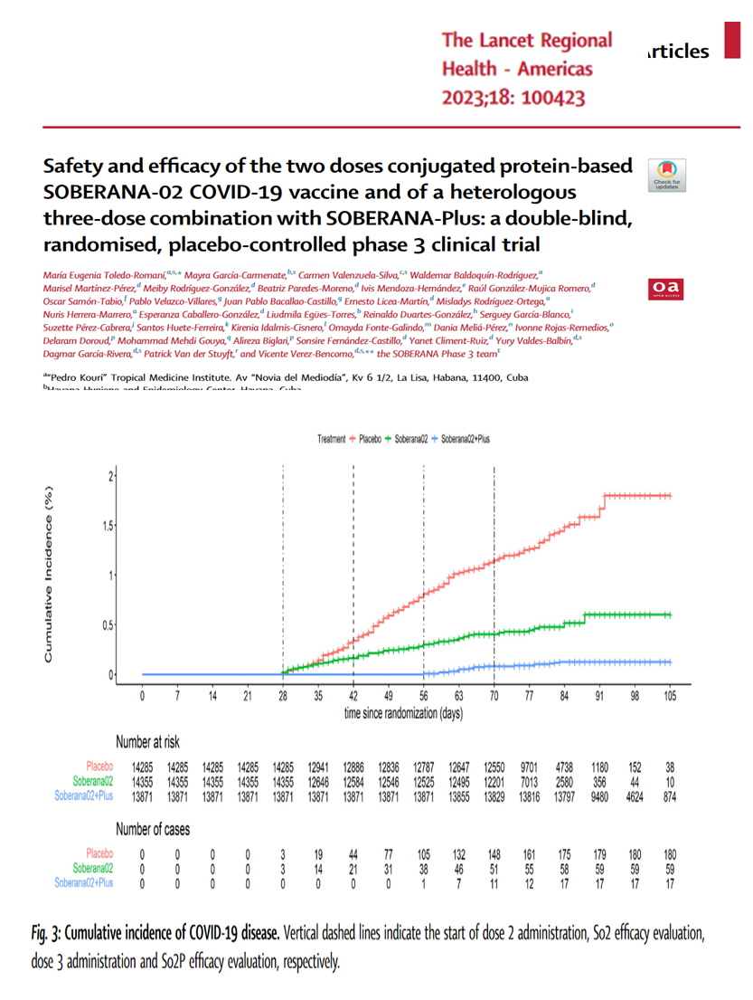 The Lancet Regional
Health - Americas
2023;18: 100423
Articles
Safety and efficacy of the two doses conjugated protein-based
SOBERANA-02 COVID-19 vaccine and of a heterologous
three-dose combination with SOBERANA-Plus: a double-blind,
randomised, placebo-controlled phase 3 clinical trial
Check for
updates
María Eugenia Toledo-Romaní,a,s,* Mayra García-Carmenate,b,s Carmen Valenzuela-Silva,c,s Waldemar Baldoquín-Rodríguez,a
Marisel Martínez-Pérez,d Meiby Rodríguez-González,d Beatriz Paredes-Moreno,d Ivis Mendoza-Hernández,e Raúl González-Mujica Romero,d
Oscar Samón-Tabio,f Pablo Velazco-Villares,g Juan Pablo Bacallao-Castillo,g Ernesto Licea-Martín,d Misladys Rodríguez-Ortega,a
Nuris Herrera-Marrero,a Esperanza Caballero-González,d Liudmila Egües-Torres,b Reinaldo Duartes-González,h Serguey García-Blanco,i
Suzette Pérez-Cabrera,j Santos Huete-Ferreira,k Kirenia Idalmis-Cisnero,l Omayda Fonte-Galindo,m Dania Meliá-Pérez,n Ivonne Rojas-Remedios,o
Delaram Doroud,p Mohammad Mehdi Gouya,q Alireza Biglari,p Sonsire Fernández-Castillo,d Yanet Climent-Ruiz,d Yury Valdes-Balbín,d,s
Dagmar García-Rivera,d,s Patrick Van der Stuyft,r and Vicente Verez-Bencomo,d,s,** the SOBERANA Phase 3 teamt
oa
OPEN ACCESS
a"Pedro Kourí" Tropical Medicine Institute. Av "Novia del Mediodía", Kv 6 1/2, La Lisa, Habana, 11400, Cuba
bHavana Hygiene and Epidemiology Center, Havana, Cuba
Treatment Placebo Soberana02 Soberana02+Plus
Cumulative Incidence (%)
2
1.5
1
0.5
0
0 7 14 21 28 35 42 49 56 63 70 77 84 91 98 105
time since randomization (days)
Number at risk
Placebo 14285 14285 14285 14285 14285 12941 12886 12836 12787 12647 12550 9701 4738 1180 152 38
Soberana02 14355 14355 14355 14355 14355 12646 12584 12546 12525 12495 12201 7013 2580 356 44 10
Soberana02+Plus 13871 13871 13871 13871 13871 13871 13871 13871 13871 13855 13829 13816 13797 9480 4624 874
Number of cases
Placebo 0 0 0 0 3 19 44 77 105 132 148 161 175 179 180 180
Soberana02 0 0 0 0 3 14 21 31 38 46 51 55 58 59 59 59
Soberana02+Plus 0 0 0 0 0 0 0 0 1 7 11 12 17 17 17 17
Fig. 3: Cumulative incidence of COVID-19 disease. Vertical dashed lines indicate the start of dose 2 administration, So2 efficacy evaluation,
dose 3 administration and So2P efficacy evaluation, respectively.